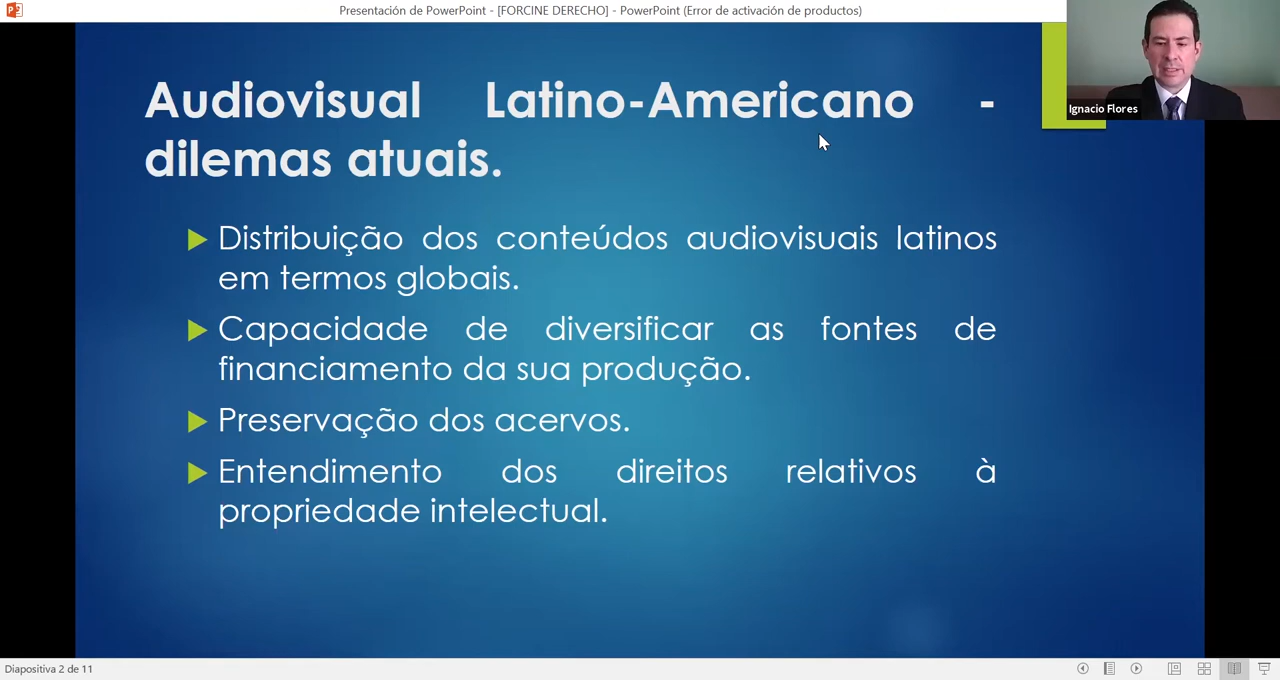 Presentación de PowerPoint - [FORCINE DERECHO] - PowerPoint (Error de activación de productos)
Ignacio Flores
Audiovisual Latino-Americano -
dilemas atuais.
Distribuição dos conteúdos audiovisuais latinos
em termos globais.
Capacidade de diversificar as fontes de
financiamento da sua produção.
Preservação dos acervos.
Entendimento dos direitos relativos à
propriedade intelectual.
Diapositiva 2 de 11